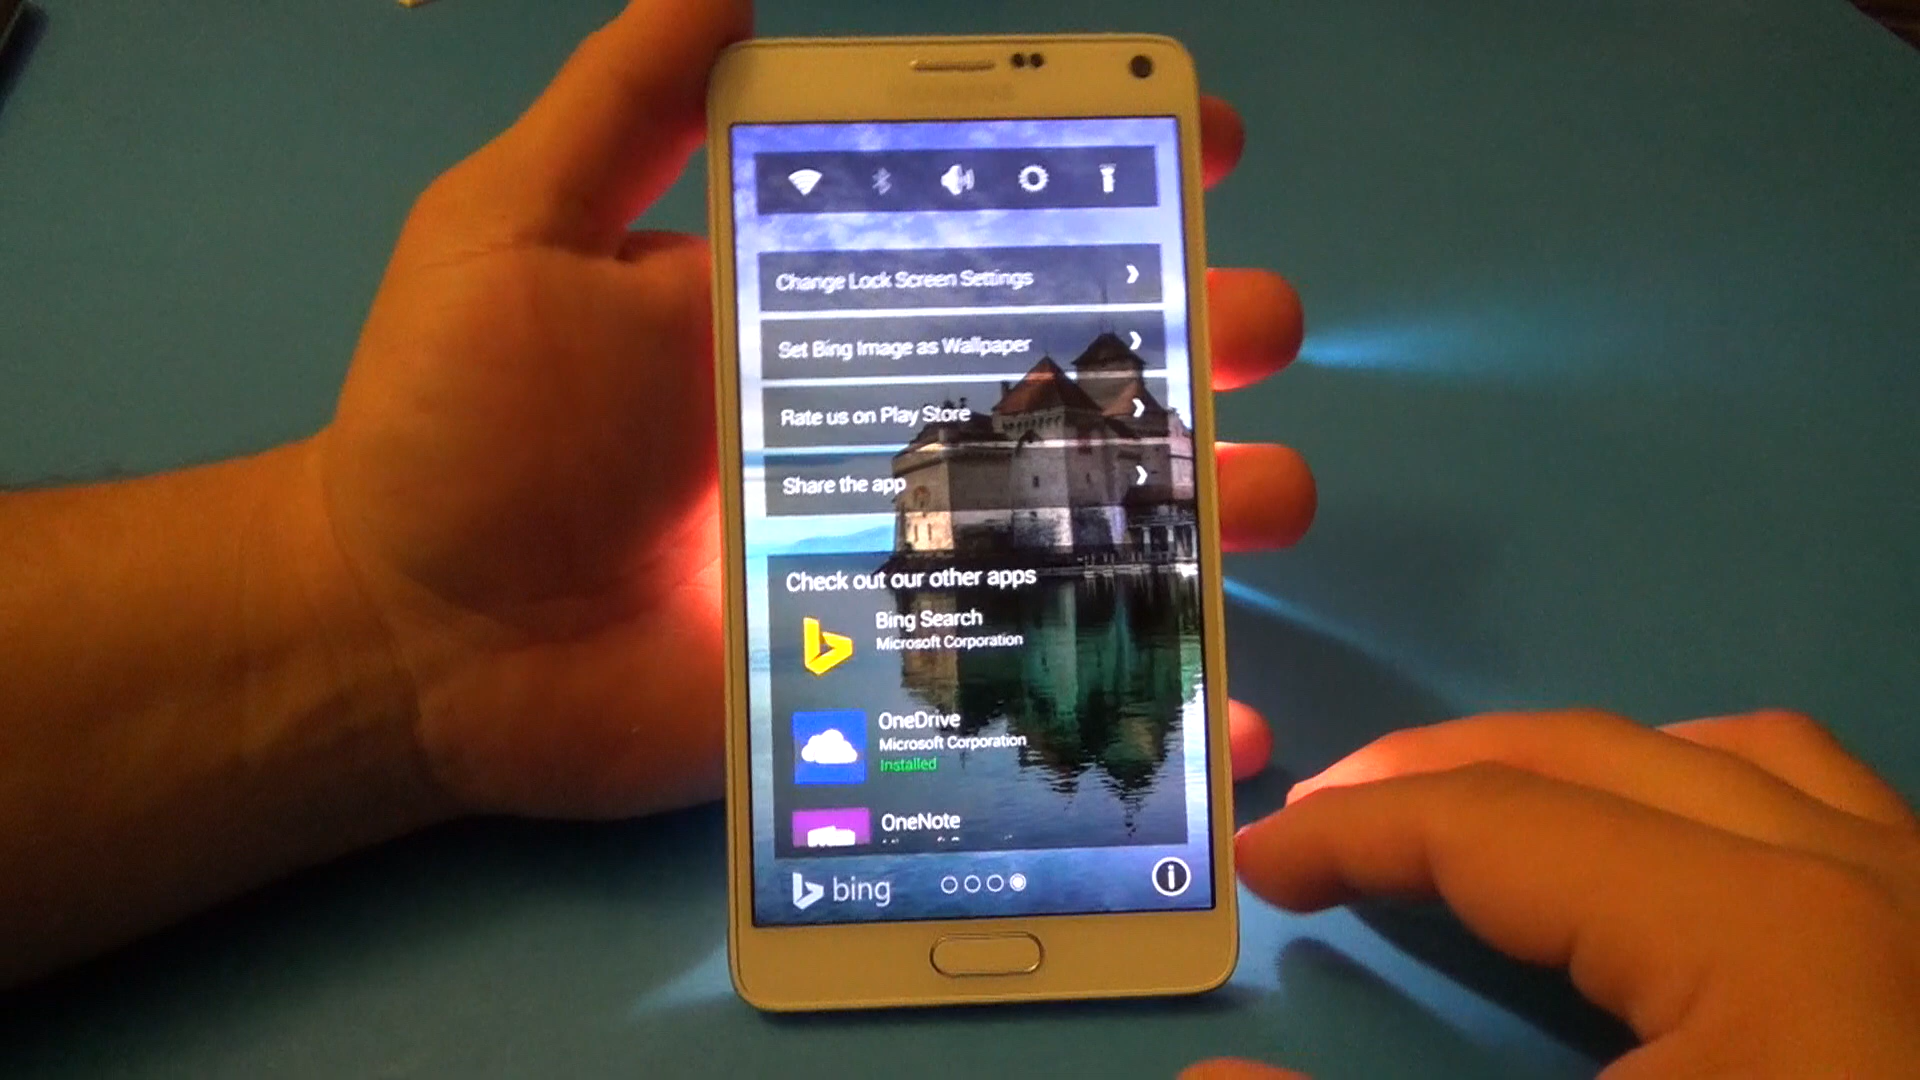 SAMSUNG
Change Lock Screen Settings
Set Bing Image as Wallpaper
Rate us on Play Store
Share the app
Check out our other apps
Bing Search
Microsoft Corporation
OneDrive
Microsoft Corporation
Installed
OneNote
bing